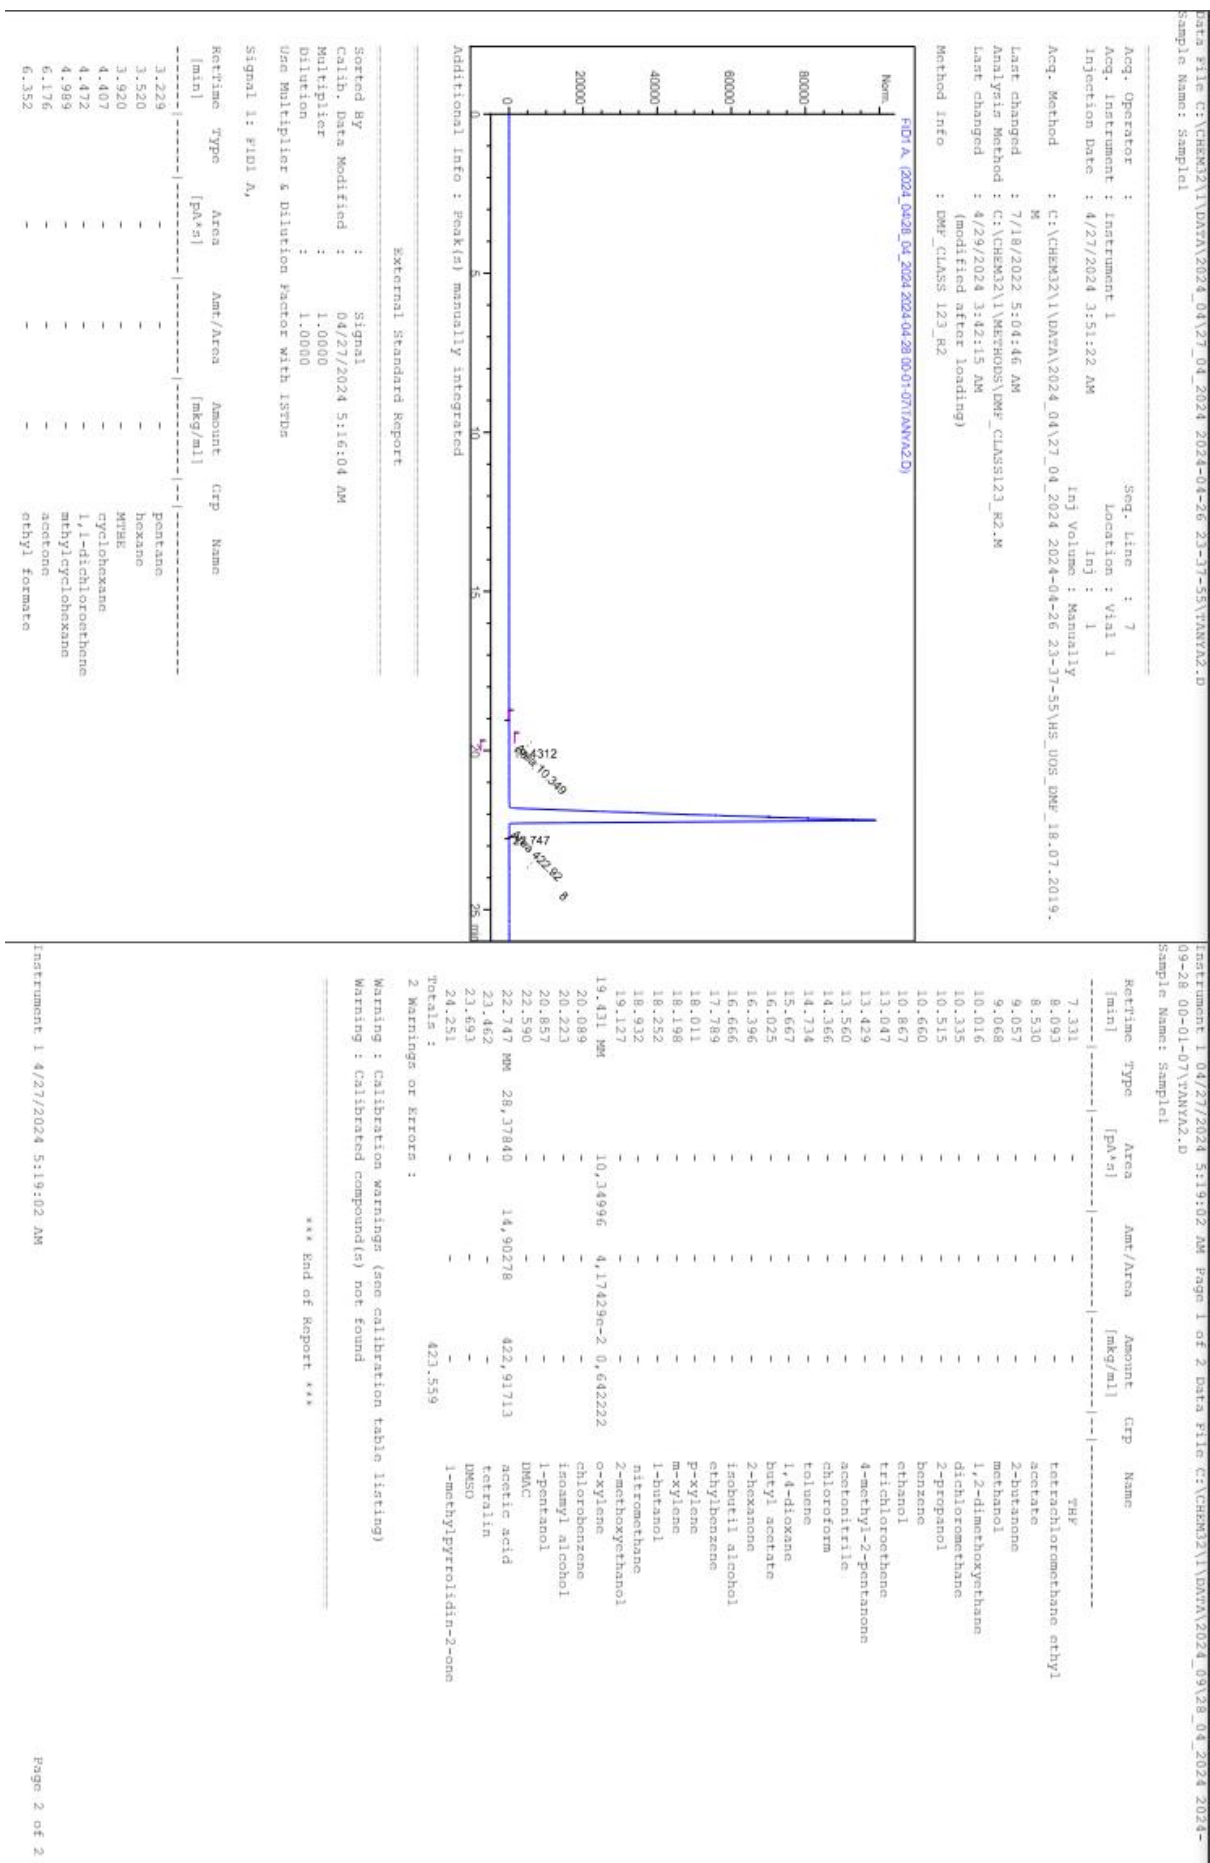 Data File C:\CHEM32\1\DATA\2024_04\27_04_2024 2024-04-26 23-37-55\TANYA2.D
Sample Name: Sample1
Acq. Operator : Seq. Line : 7
Acq. Instrument : Instrument 1 Location : Vial 1
Injection Date : 4/27/2024 3:51:22 AM Inj : 1
Inj Volume : Manually
Acq. Method : C:\CHEM32\1\DATA\2024_04\27_04_2024 2024-04-26 23-37-55\HS_UOS_DMF_18.07.2019.
M
Last changed : 7/18/2022 5:04:46 AM
Analysis Method : C:\CHEM32\1\METHODS\DMF_CLASS123_R2.M
Last changed : 4/29/2024 3:42:15 AM
(modified after loading)
Method Info : DMF_CLASS 123_R2
FID1 A, (2024_04\28_04_2024 2024-04-28 00-01-07\TANYA2.D)
Norm.
80000
60000
40000
20000
0
4312
Area: 10.349
.747
Area: 422.92
8
0 5 10 15 20 25 min
Additional Info : Peak(s) manually integrated
External Standard Report
Sorted By : Signal
Calib. Data Modified : 04/27/2024 5:16:04 AM
Multiplier : 1.0000
Dilution : 1.0000
Use Multiplier & Dilution Factor with ISTDs
Signal 1: FID1 A,
RetTime Type Area Amt/Area Amount Grp Name
[min] [pA*s] [mkg/ml]
-------|------|----------|----------|----------|--|------------------
3.229 - - - pentane
3.520 - - - hexane
3.920 - - - MTBE
4.407 - - - cyclohexane
4.472 - - - 1,1-dichloroethene
4.989 - - - mthylcyclohexane
6.176 - - - acetone
6.352 - - - ethyl formate
Instrument 1 04/27/2024 5:19:02 AM Page 1 of 2 Data File C:\CHEM32\1\DATA\2024_09\28_04_2024 2024-
09-28 00-01-07\TANYA2.D
Sample Name: Sample1
RetTime Type Area Amt/Area Amount Grp Name
[min] [pA*s] [mkg/ml]
-------|------|----------|----------|----------|--|------------------
7.331 - - - THF
8.093 - - - tetrachloromethane ethyl
8.530 - - - acetate
9.057 - - - 2-butanone
9.068 - - - methanol
10.016 - - - 1,2-dimethoxyethane
10.335 - - - dichloromethane
10.515 - - - 2-propanol
10.660 - - - benzene
10.867 - - - ethanol
13.047 - - - trichloroethene
13.429 - - - 4-methyl-2-pentanone
13.560 - - - acetonitrile
14.366 - - - chloroform
14.734 - - - toluene
15.667 - - - 1,4-dioxane
16.025 - - - butyl acetate
16.396 - - - 2-hexanone
16.666 - - - isobutil alcohol
17.789 - - - ethylbenzene
18.011 - - - p-xylene
18.198 - - - m-xylene
18.252 - - - 1-butanol
18.932 - - - nitromethane
19.127 - - - 2-methoxyethanol
19.431 MM 10,34996 4,17429e-2 0,642222 o-xylene
20.089 - - - chlorobenzene
20.223 - - - isoamyl alcohol
20.857 - - - 1-pentanol
22.590 - - - DMAC
22.747 MM 28,37840 14,90278 422,91713 acetic acid
23.462 - - - tetralin
23.693 - - - DMSO
24.251 - - - 1-methylpyrrolidin-2-one
Totals : 423.559
2 Warnings or Errors :
Warning : Calibration warnings (see calibration table listing)
Warning : Calibrated compound(s) not found
*** End of Report ***
Instrument 1 4/27/2024 5:19:02 AM Page 2 of 2